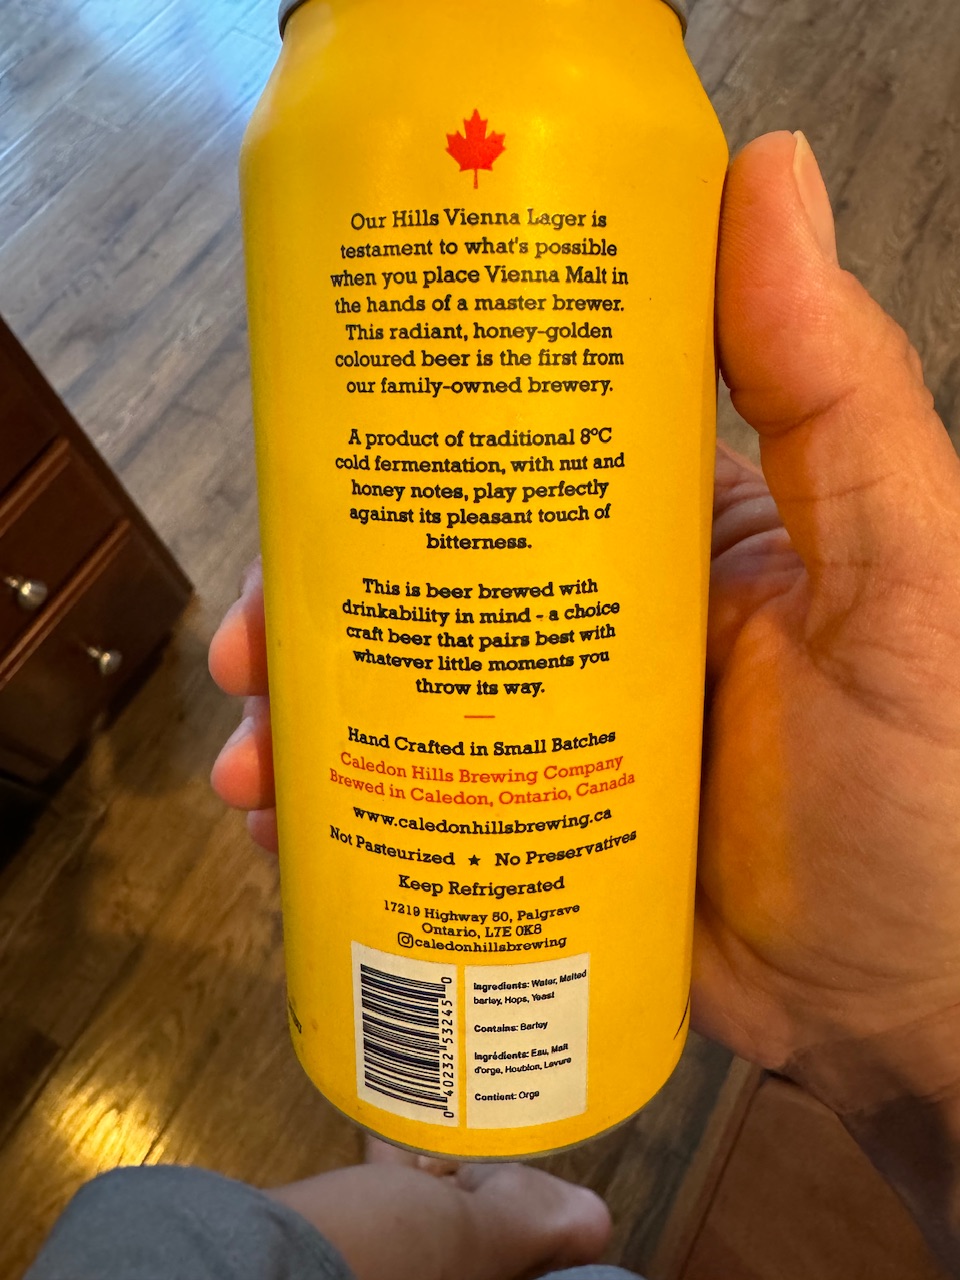 Our Hills Vienna Lager is
testament to what's possible
when you place Vienna Malt in
the hands of a master brewer.
This radiant, honey-golden
coloured beer is the first from
our family-owned brewery.
A product of traditional 8°C
cold fermentation, with nut and
honey notes, play perfectly
against its pleasant touch of
bitterness.
This is beer brewed with
drinkability in mind - a choice
craft beer that pairs best with
whatever little moments you
throw its way.
Hand Crafted in Small Batches
Caledon Hills Brewing Company
Brewed in Caledon, Ontario, Canada
www.caledonhillsbrewing.ca
Not Pasteurized ★ No Preservatives
Keep Refrigerated
17219 Highway 50, Palgrave
Ontario, L7E 0K8
caledonhillsbrewing
0 40232 53245 0
Ingredients: Water, Malted
barley, Hops, Yeast
Contains: Barley
Ingrédients: Eau, Malt
d'orge, Houblon, Levure
Contient: Orge